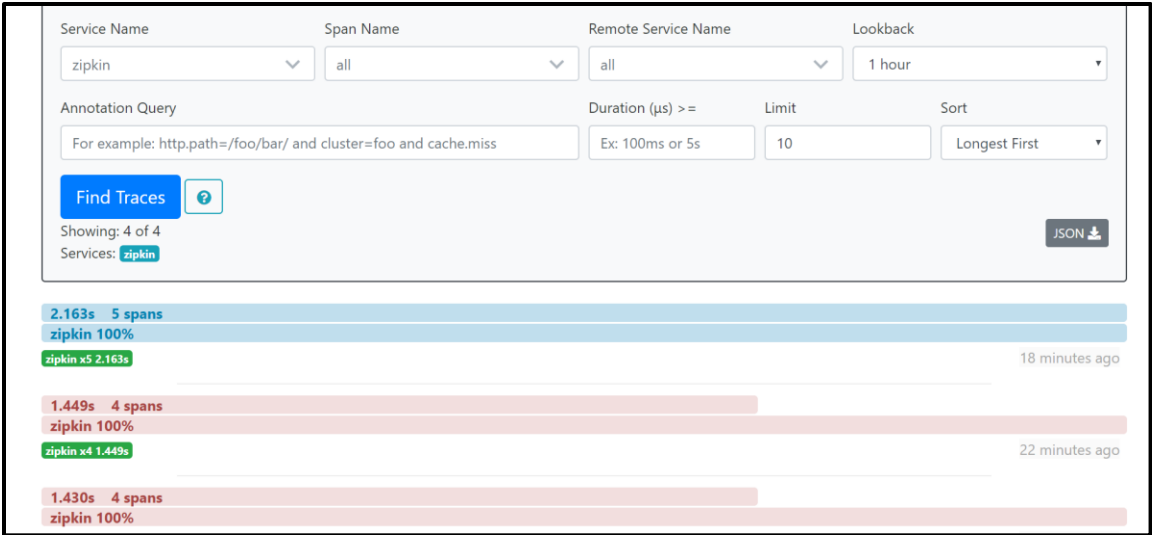 Service Name Span Name Remote Service Name Lookback
zipkin all all 1 hour
Annotation Query Duration (μs) >= Limit Sort
For example: http.path=/foo/bar/ and cluster=foo and cache.miss Ex: 100ms or 5s 10 Longest First
Find Traces ?
Showing: 4 of 4
JSON
Services: zipkin
2.163s 5 spans
zipkin 100%
zipkin x5 2.163s 18 minutes ago
1.449s 4 spans
zipkin 100%
zipkin x4 1.449s 22 minutes ago
1.430s 4 spans
zipkin 100%